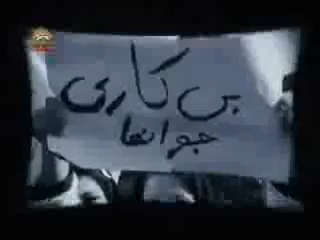 بی کاری
جوانها